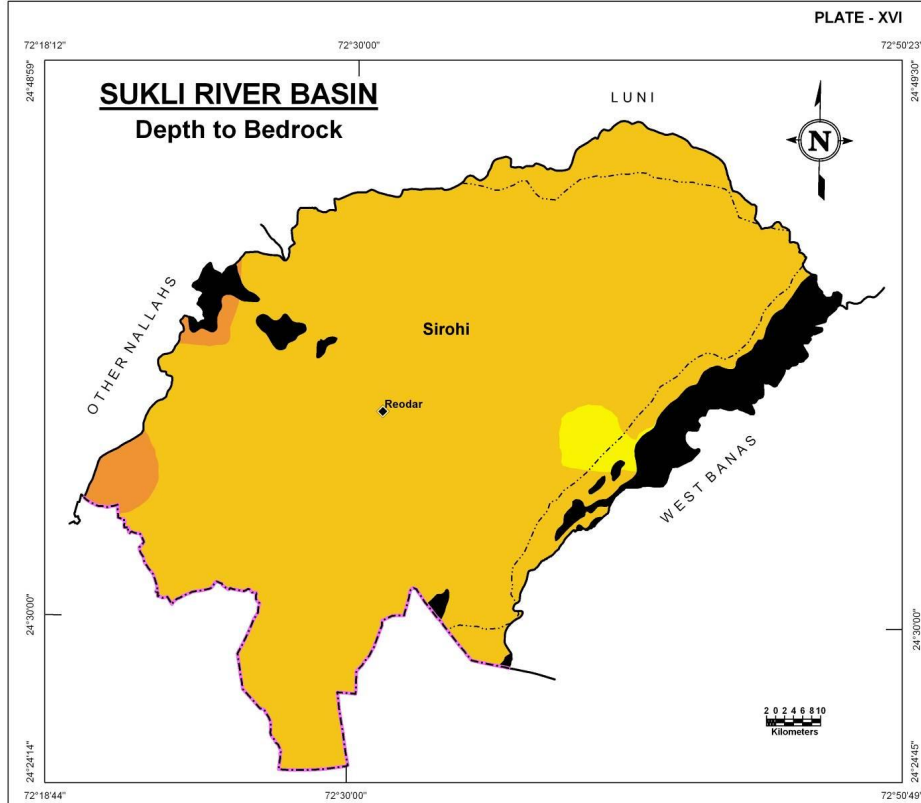 PLATE - XVI
72°18'12" 72°30'00" 72°50'23"
24°48'59"
24°49'30"
SUKLI RIVER BASIN
Depth to Bedrock
LUNI
N
OTHER NALLAHS
Sirohi
Reodar
WEST BANAS
24°30'00"
24°30'00"
2 0 2 4 6 8 10
Kilometers
24°24'14"
24°24'45"
72°18'44" 72°30'00" 72°50'49"